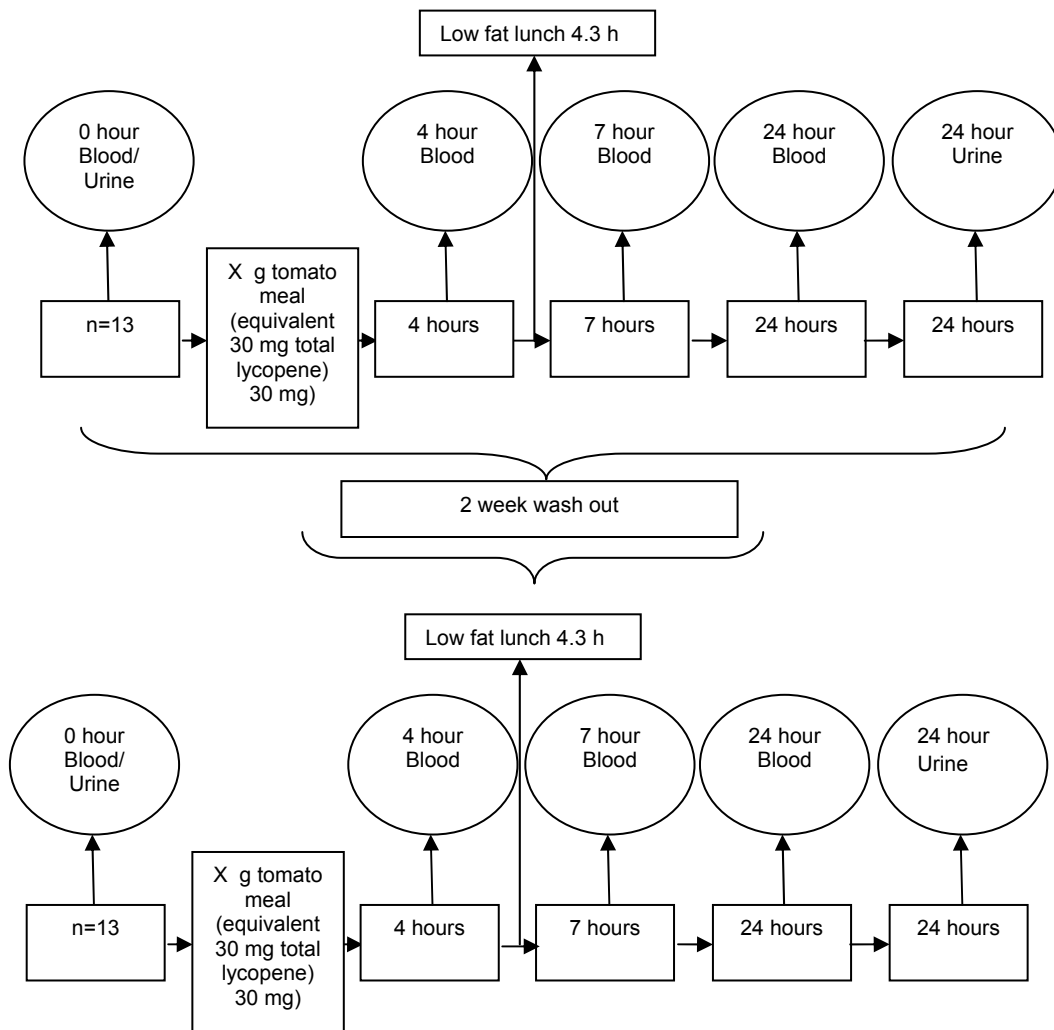 Low fat lunch 4.3 h
0 hour
Blood/
Urine
4 hour
Blood
7 hour
Blood
24 hour
Blood
24 hour
Urine
n=13
X g tomato
meal
(equivalent
30 mg total
lycopene)
30 mg)
4 hours
7 hours
24 hours
24 hours
2 week wash out
Low fat lunch 4.3 h
0 hour
Blood/
Urine
4 hour
Blood
7 hour
Blood
24 hour
Blood
24 hour
Urine
n=13
X g tomato
meal
(equivalent
30 mg total
lycopene)
30 mg)
4 hours
7 hours
24 hours
24 hours